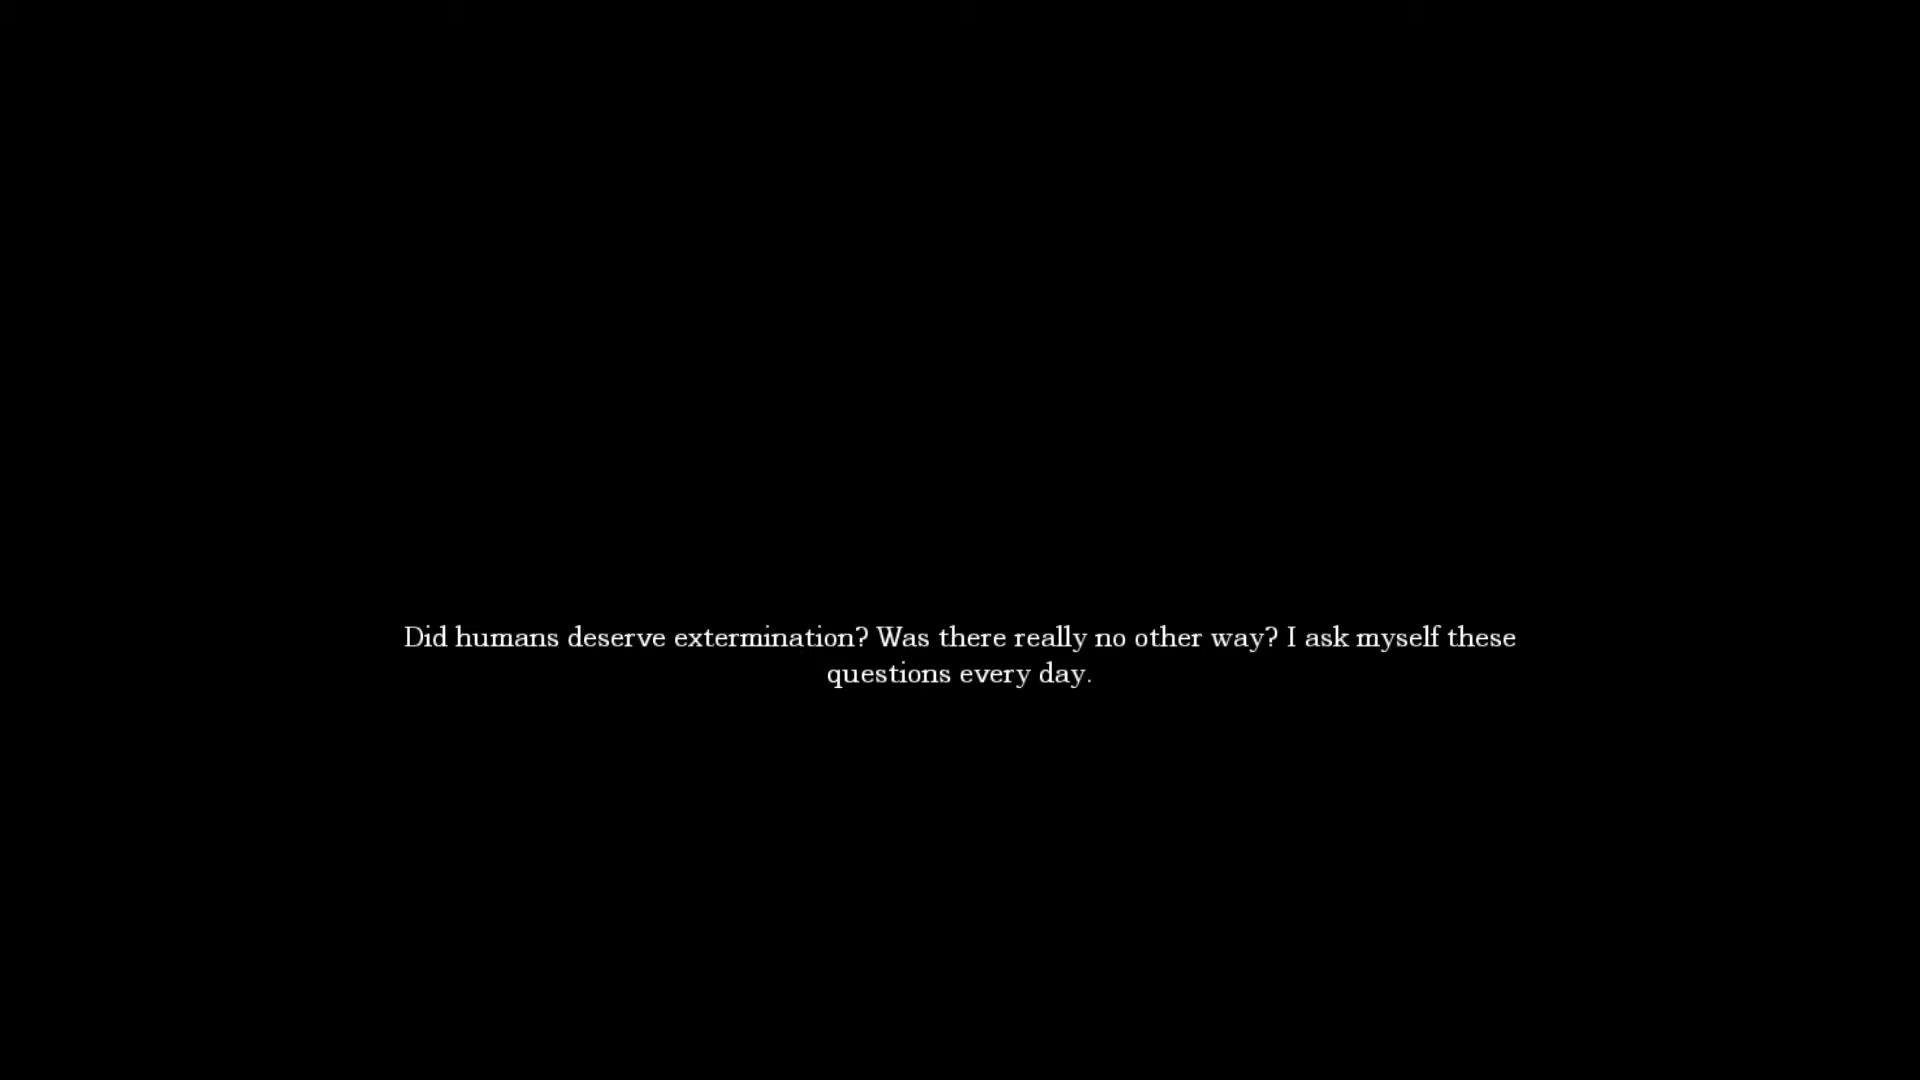 Did humans deserve extermination? Was there really no other way? I ask myself these
questions every day.